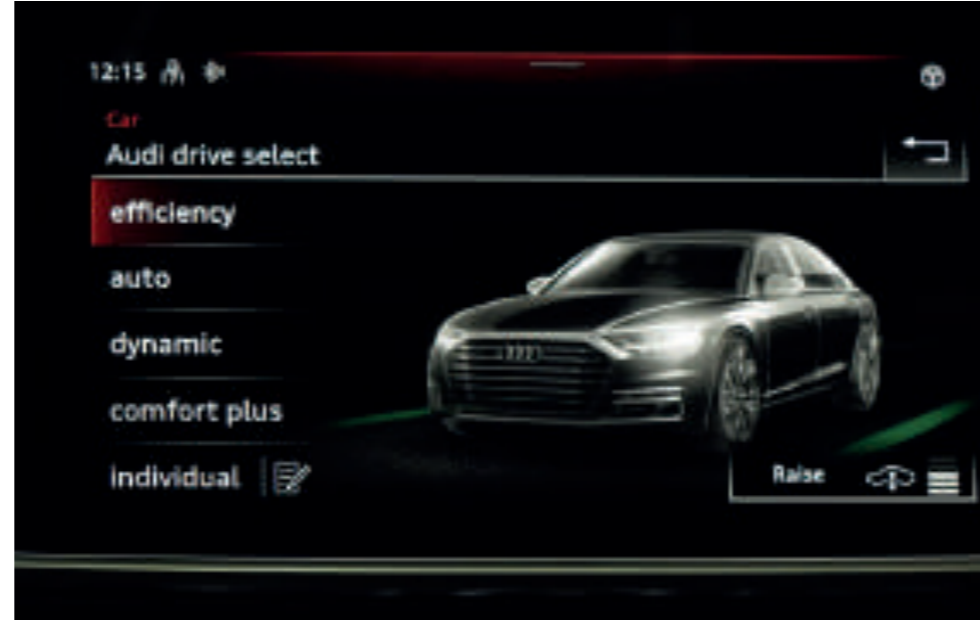 12:15
Car
Audi drive select
efficiency
auto
dynamic
comfort plus
individual
Raise